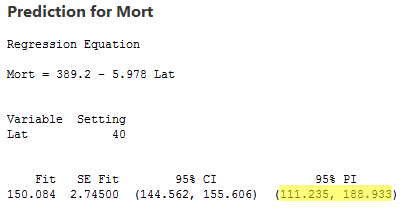 Prediction for Mort
Regression Equation
Mort = 389.2 - 5.978 Lat
Variable Setting
Lat 40
Fit SE Fit 95% CI 95% PI
150.084 2.74500 (144.562, 155.606) (111.235, 188.933)